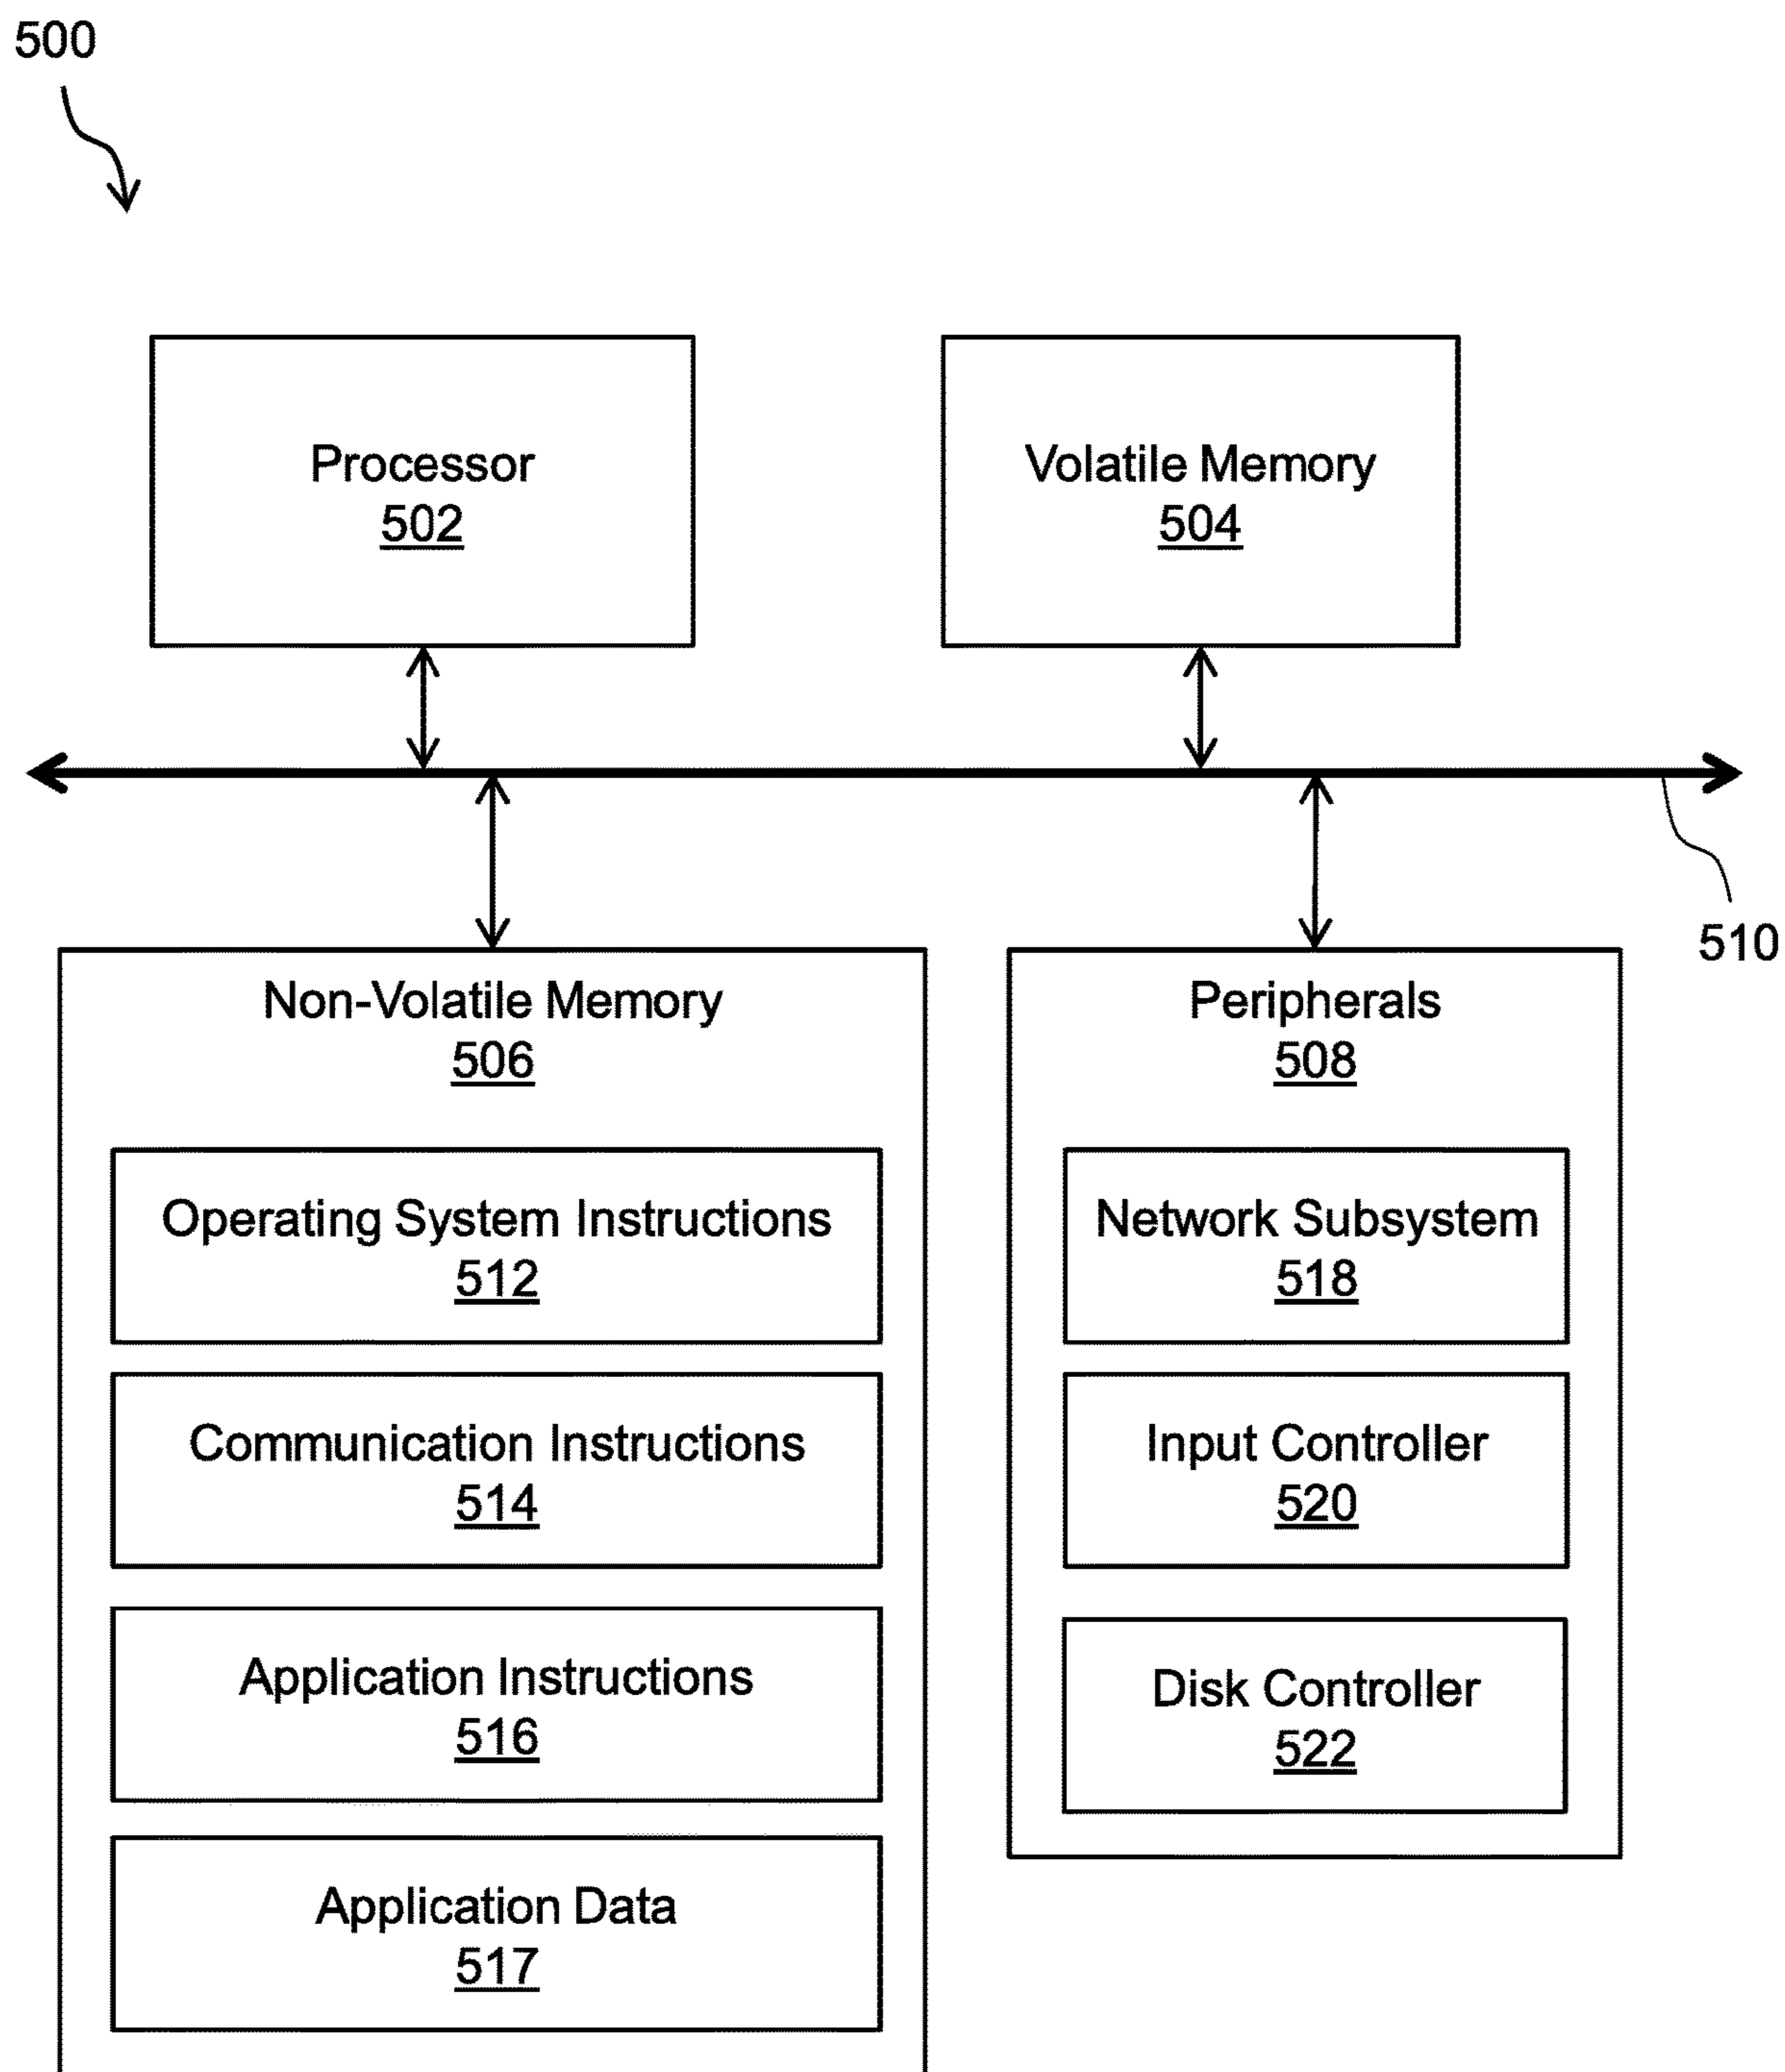 500
Processor
502
Volatile Memory
504
510
Non-Volatile Memory
506
Operating System Instructions
512
Communication Instructions
514
Application Instructions
516
Application Data
517
Peripherals
508
Network Subsystem
518
Input Controller
520
Disk Controller
522